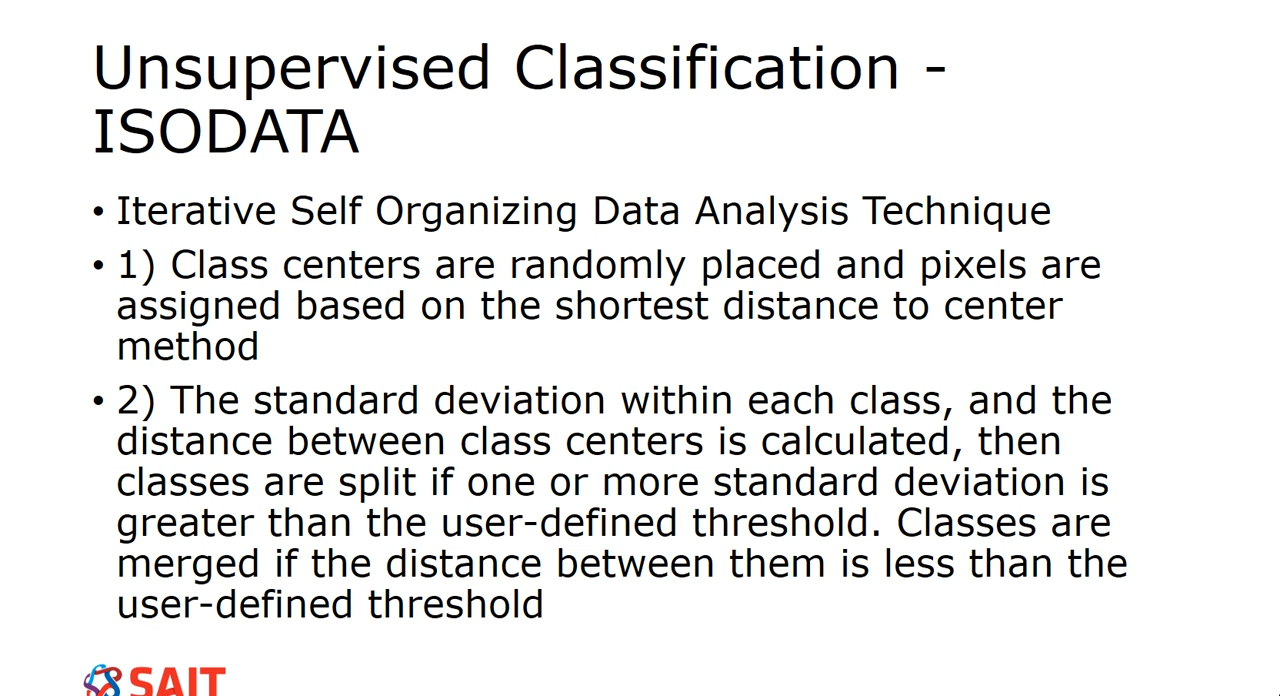 Unsupervised Classification -
ISODATA
• Iterative Self Organizing Data Analysis Technique
• 1) Class centers are randomly placed and pixels are
assigned based on the shortest distance to center
method
• 2) The standard deviation within each class, and the
distance between class centers is calculated, then
classes are split if one or more standard deviation is
greater than the user-defined threshold. Classes are
merged if the distance between them is less than the
user-defined threshold
SAIT